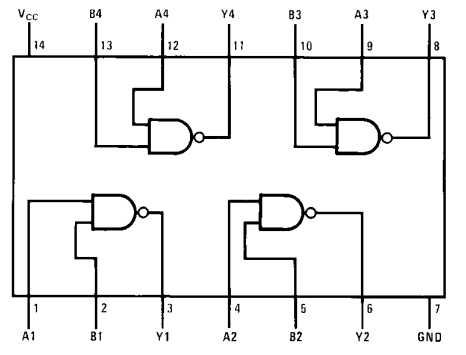 VCC B4 A4 Y4 B3 A3 Y3
14 13 12 11 10 9 8
1 2 3 4 5 6 7
A1 B1 Y1 A2 B2 Y2 GND